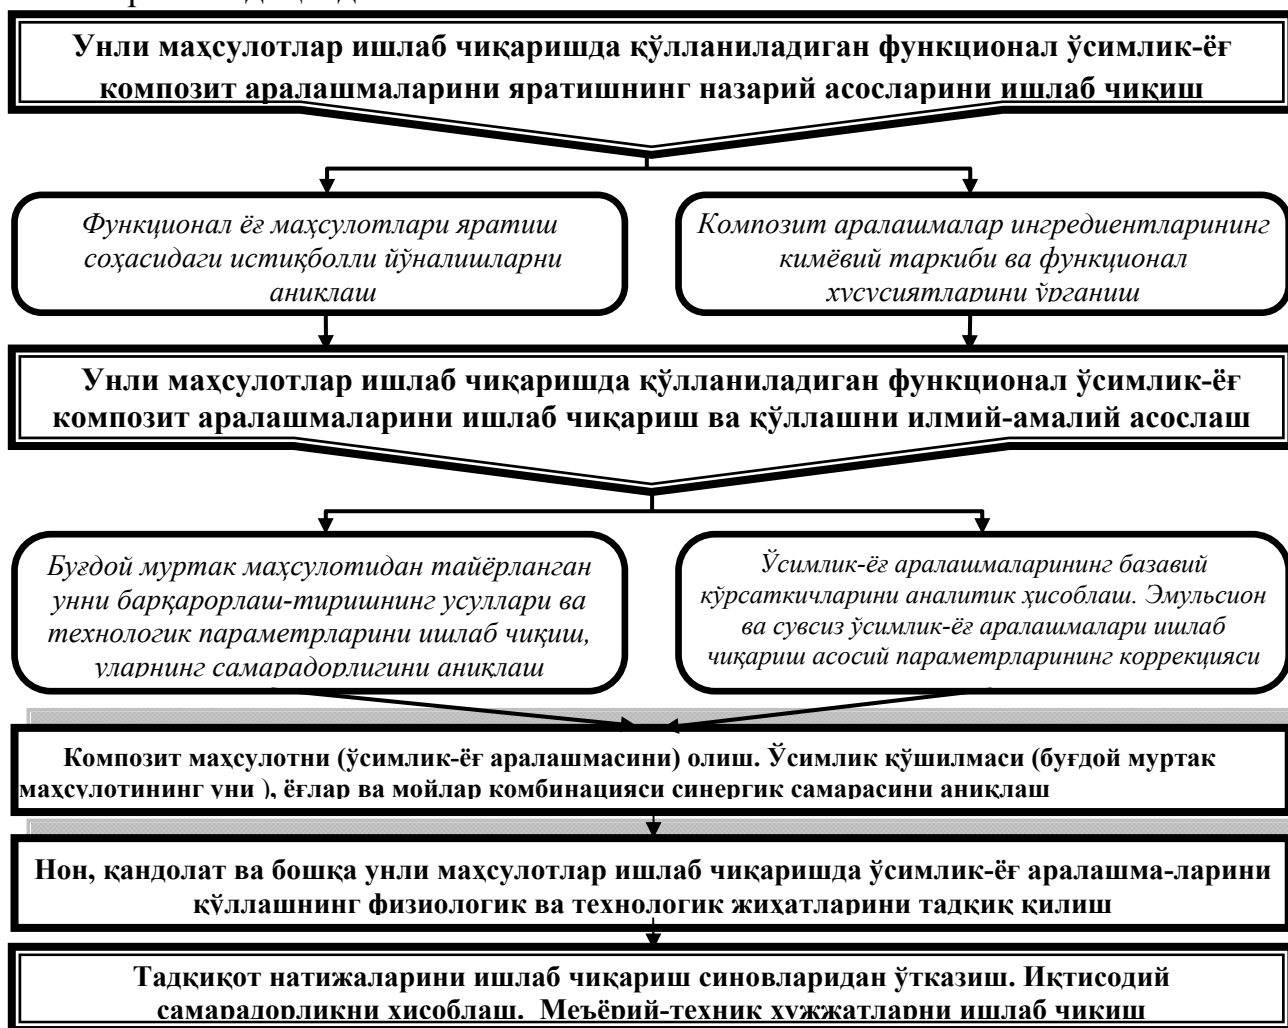 Унли маҳсулотлар ишлаб чиқаришда қўлланиладиган функционал ўсимлик-ёғ
композит аралашмаларини яратишнинг назарий асосларини ишлаб чиқиш
Функционал ёғ маҳсулотлари яратиш
соҳасидаги истиқболли йўналишларни
аниқлаш
Композит аралашмалар ингредиентларининг
кимёвий таркиби ва функционал
хусусиятларини ўрганиш
Унли маҳсулотлар ишлаб чиқаришда қўлланиладиган функционал ўсимлик-ёғ
композит аралашмаларини ишлаб чиқариш ва қўллашни илмий-амалий асослаш
Буғдой муртак маҳсулотидан тайёрланган
унни барқарорлаш-тиришнинг усуллари ва
технологик параметрларини ишлаб чиқиш,
уларнинг самарадорлигини аниқлаш
Ўсимлик-ёғ аралашмаларининг базавий
кўрсаткичларини аналитик ҳисоблаш. Эмульсион
ва сувсиз ўсимлик-ёғ аралашмалари ишлаб
чиқариш асосий параметрларининг коррекцияси
Композит маҳсулотни (ўсимлик-ёғ аралашмасини) олиш. Ўсимлик қўшилмаси (буғдой муртак
маҳсулотининг уни ), ёғлар ва мойлар комбинацияси синергик самарасини аниқлаш
Нон, қандолат ва бошқа унли маҳсулотлар ишлаб чиқаришда ўсимлик-ёғ аралашма-ларини
қўллашнинг физиологик ва технологик жиҳатларини тадқиқ қилиш
Тадқиқот натижаларини ишлаб чиқариш синовларидан ўтказиш. Иқтисодий
самарадорликни ҳисоблаш. Меъёрий-техник ҳужжатларни ишлаб чиқиш